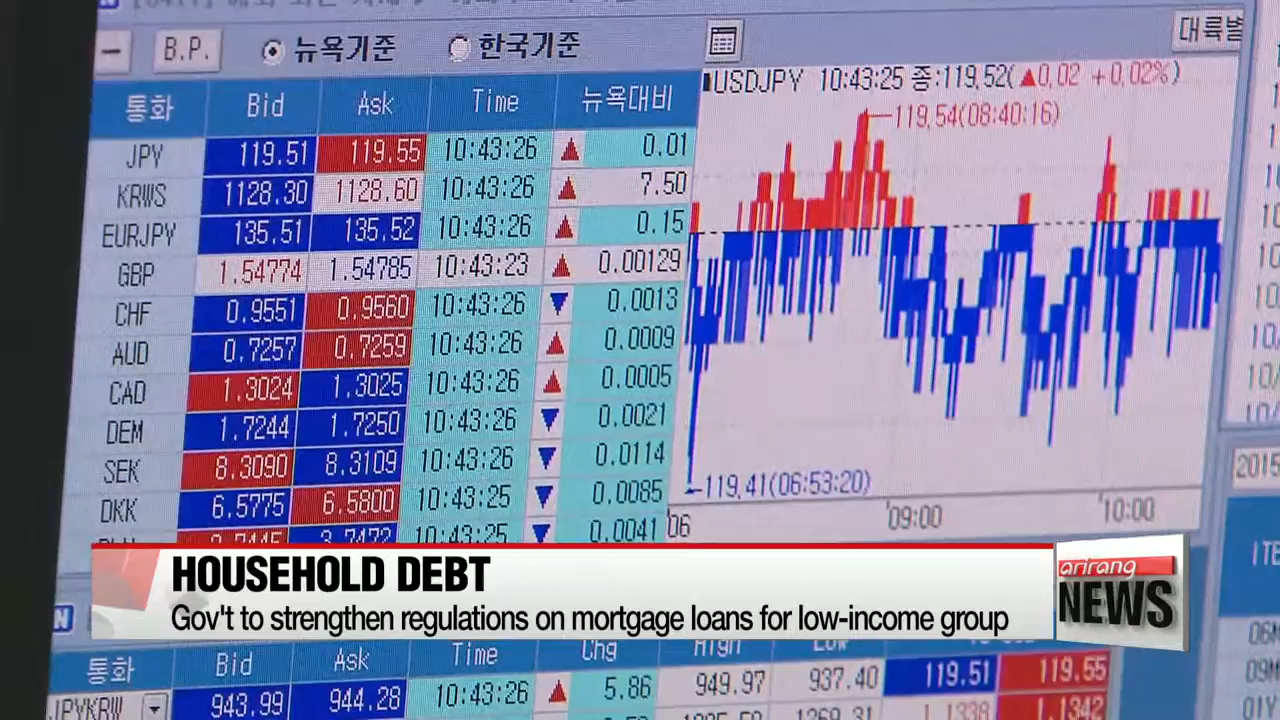 B.P. 뉴욕기준 한국기준 대륙별
통화 Bid Ask Time 뉴욕대비
USDJPY 10:43:25 종:119.52(▲0.02 +0.02%)
119.54(08:40:16)
JPY 119.51 119.55 10:43:26 ▲ 0.01
KRWS 1128.30 1128.60 10:43:26 ▲ 7.50
EURJPY 135.51 135.52 10:43:26 ▲ 0.15
GBP 1.54774 1.54785 10:43:23 ▲ 0.00129
CHF 0.9551 0.9560 10:43:26 ▼ 0.0013
AUD 0.7257 0.7259 10:43:26 ▲ 0.0009
CAD 1.3024 1.3025 10:43:26 ▲ 0.0005
DEM 1.7244 1.7250 10:43:26 ▼ 0.0021
SEK 8.3090 8.3109 10:43:26 ▼ 0.0114
DKK 6.5775 6.5800 10:43:25 ▼ 0.0085
10:43:25 ▼ 0.0041
119.41(06:53:20)
06 09:00 10:00
2015
HOUSEHOLD DEBT
Gov't to strengthen regulations on mortgage loans for low-income group
arirang
NEWS
통화 Bid Ask Time Chg High Low
JPYKRW 943.99 944.28 10:43:26 ▲ 5.86 949.97 937.40 119.51 119.55
06M
09M
01Y